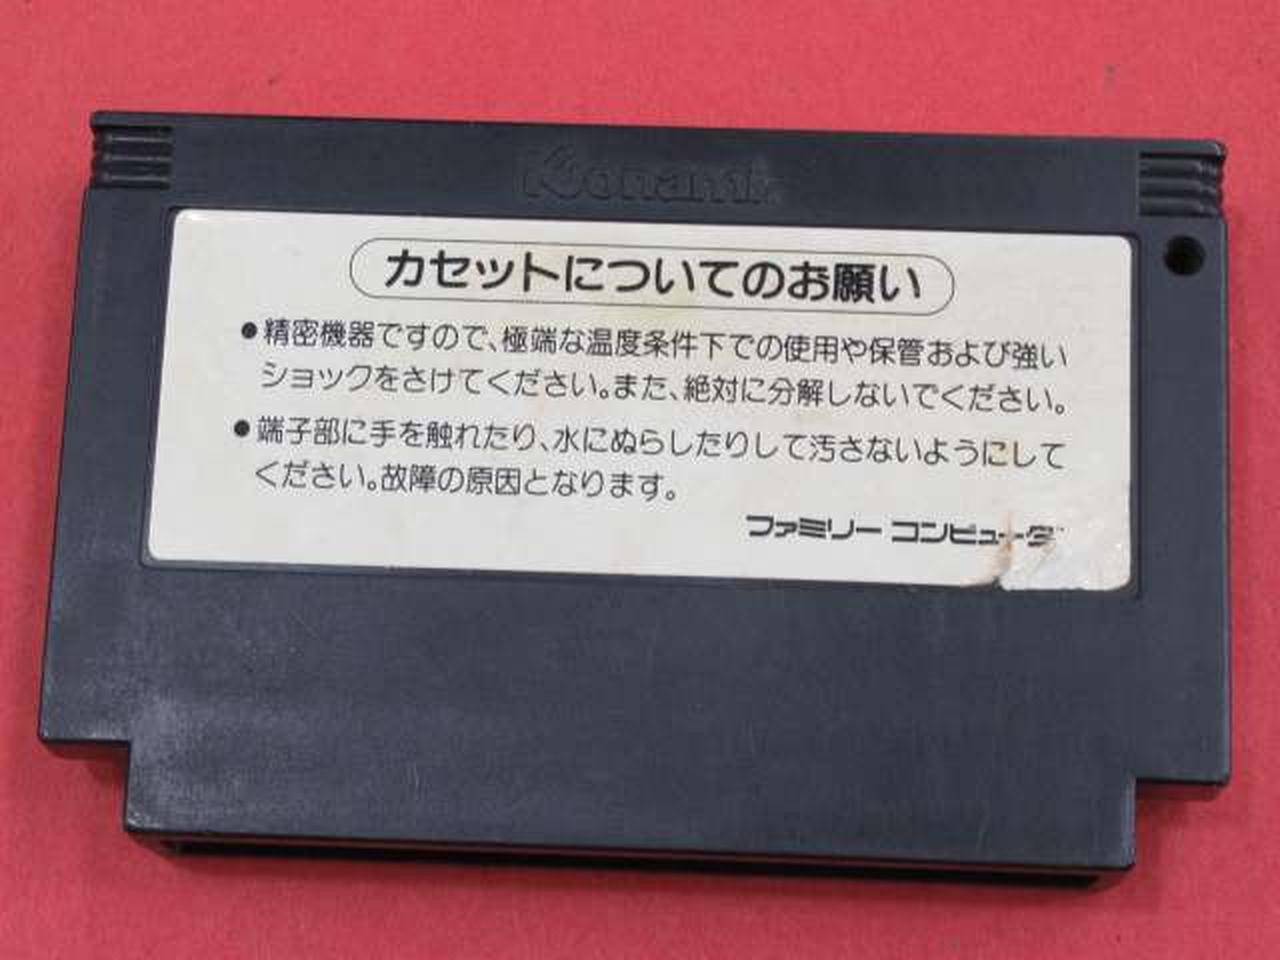 Konami
カセットについてのお願い
●精密機器ですので、極端な温度条件下での使用や保管および強い
ショックをさけてください。また、絶対に分解しないでください。
●端子部に手を触れたり、水にぬらしたりして汚さないようにして
ください。故障の原因となります。
ファミリー コンピュータ